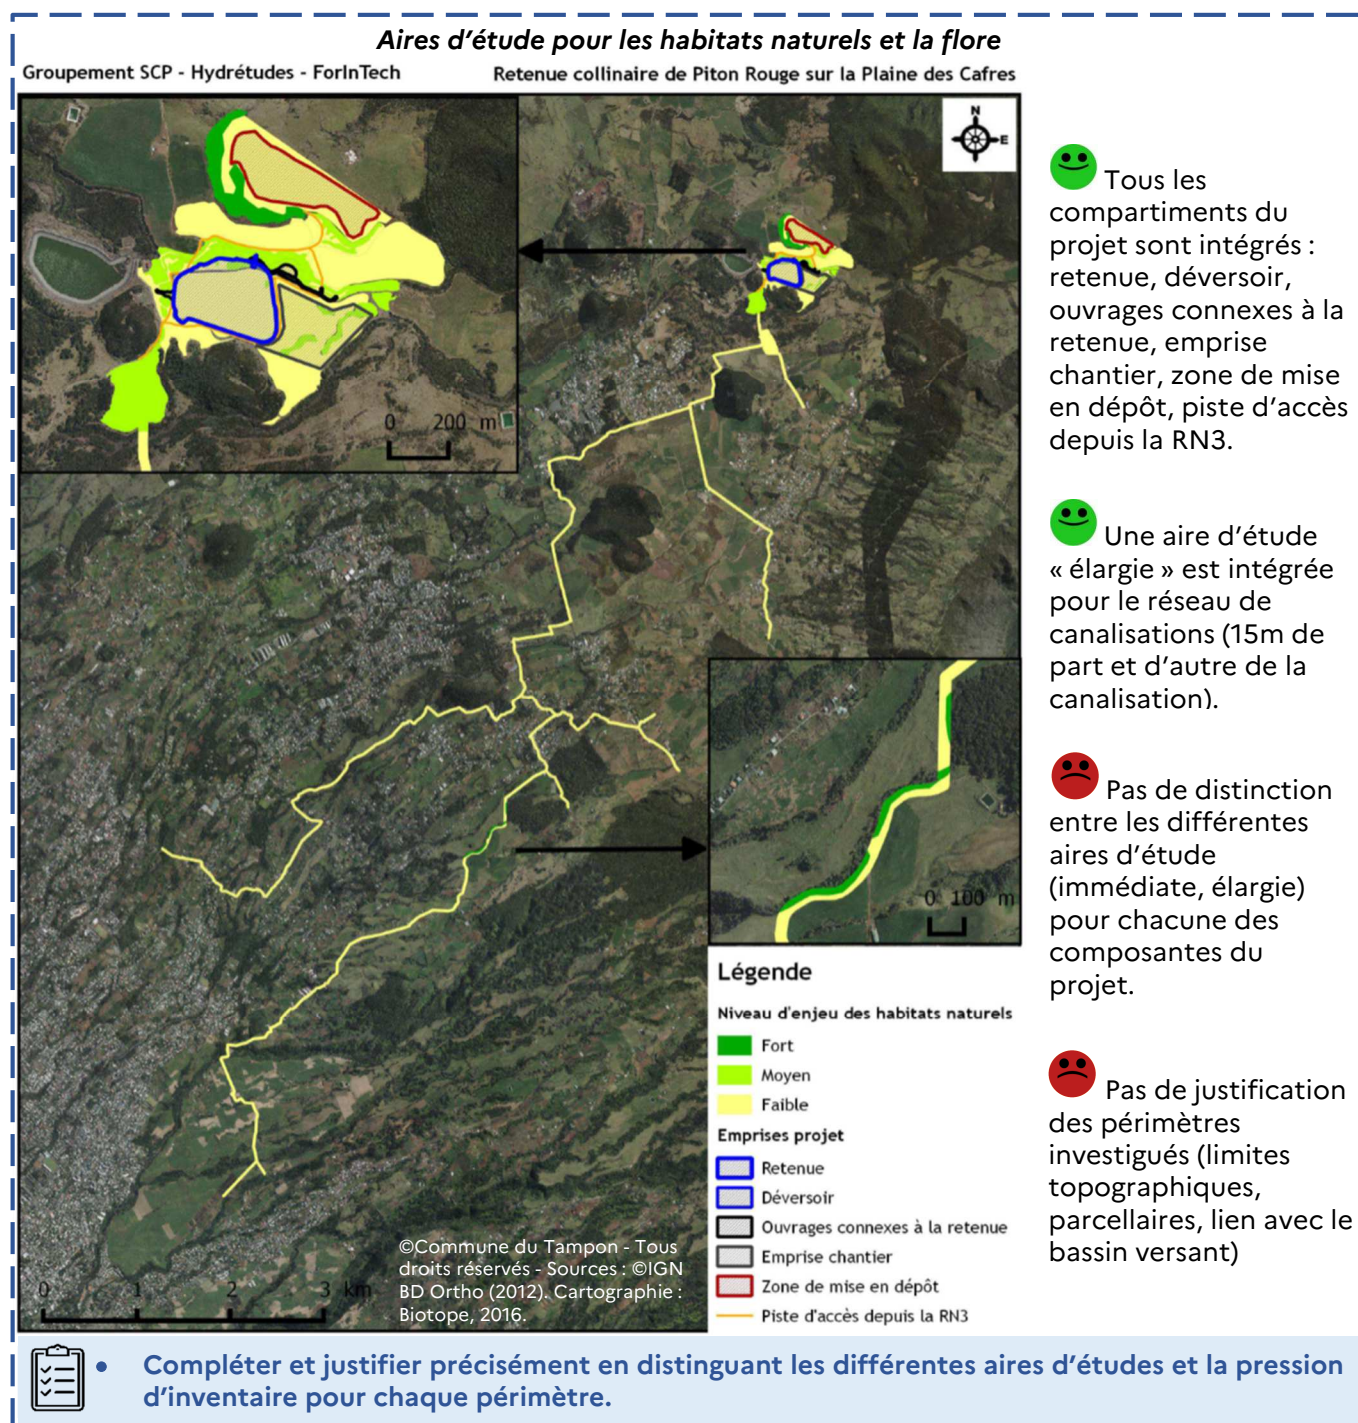 Aires d’étude pour les habitats naturels et la flore
Groupement SCP - Hydrétudes - ForInTech
Retenue collinaire de Piton Rouge sur la Plaine des Cafres
N
E
0 200 m
Tous les
compartiments du
projet sont intégrés :
retenue, déversoir,
ouvrages connexes à la
retenue, emprise
chantier, zone de mise
en dépôt, piste d’accès
depuis la RN3.
Une aire d’étude
« élargie » est intégrée
pour le réseau de
canalisations (15m de
part et d’autre de la
canalisation).
Pas de distinction
entre les différentes
aires d’étude
(immédiate, élargie)
pour chacune des
composantes du
projet.
Pas de justification
des périmètres
investigués (limites
topographiques,
parcellaires, lien avec le
bassin versant)
0 100 m
Légende
Niveau d'enjeu des habitats naturels
Fort
Moyen
Faible
Emprises projet
Retenue
Déversoir
Ouvrages connexes à la retenue
Emprise chantier
Zone de mise en dépôt
Piste d'accès depuis la RN3
©Commune du Tampon - Tous
droits réservés - Sources : ©IGN
BD Ortho (2012). Cartographie :
Biotope, 2016.
0 1 2 3 km
• Compléter et justifier précisément en distinguant les différentes aires d’études et la pression
d’inventaire pour chaque périmètre.